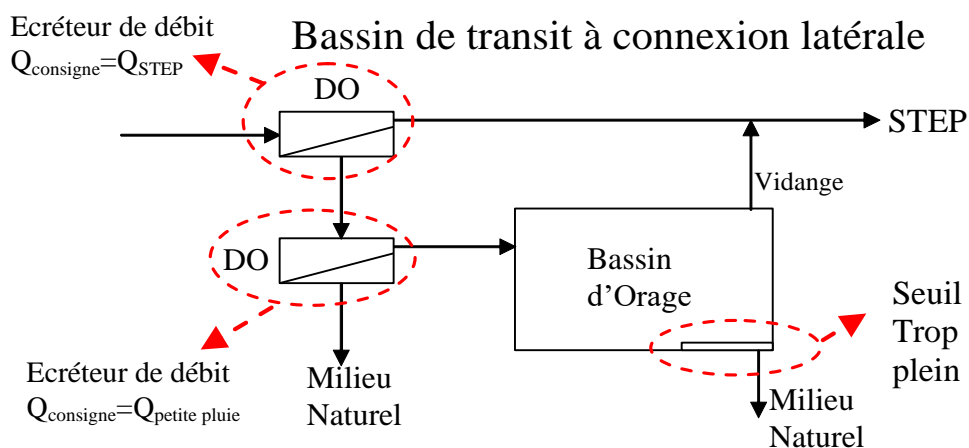 Ecréteur de débit
Qconsigne=QSTEP
Bassin de transit à connexion latérale
DO
STEP
Vidange
DO
Bassin
d’Orage
Seuil
Trop
plein
Ecréteur de débit
Qconsigne=Qpetite pluie
Milieu
Naturel
Milieu
Naturel